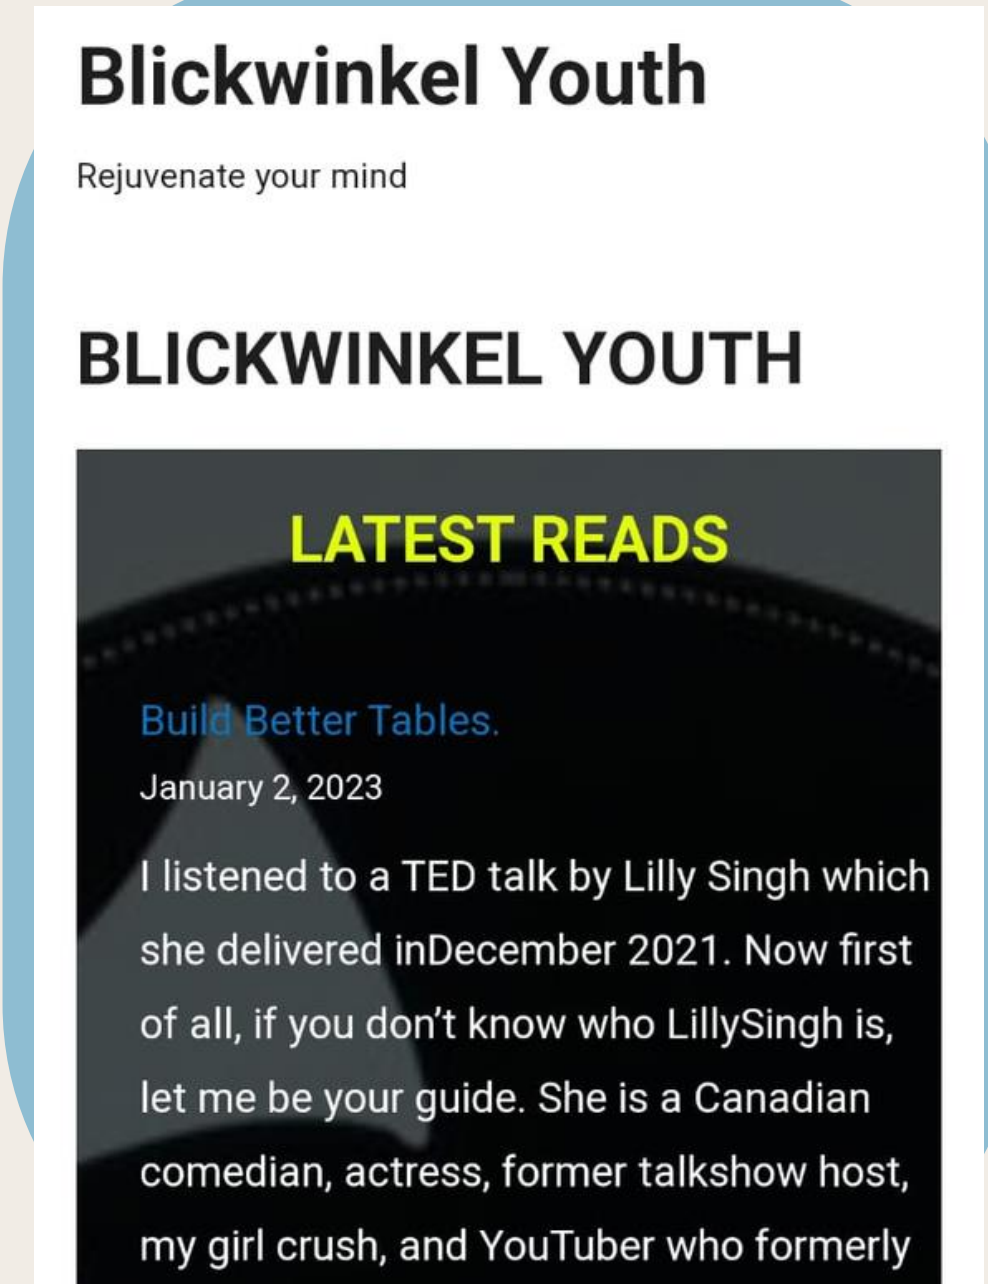 Blickwinkel Youth
Rejuvenate your mind
BLICKWINKEL YOUTH
LATEST READS
Build Better Tables.
January 2, 2023
I listened to a TED talk by Lilly Singh which
she delivered inDecember 2021. Now first
of all, if you don’t know who LillySingh is,
let me be your guide. She is a Canadian
comedian, actress, former talkshow host,
my girl crush, and YouTuber who formerly